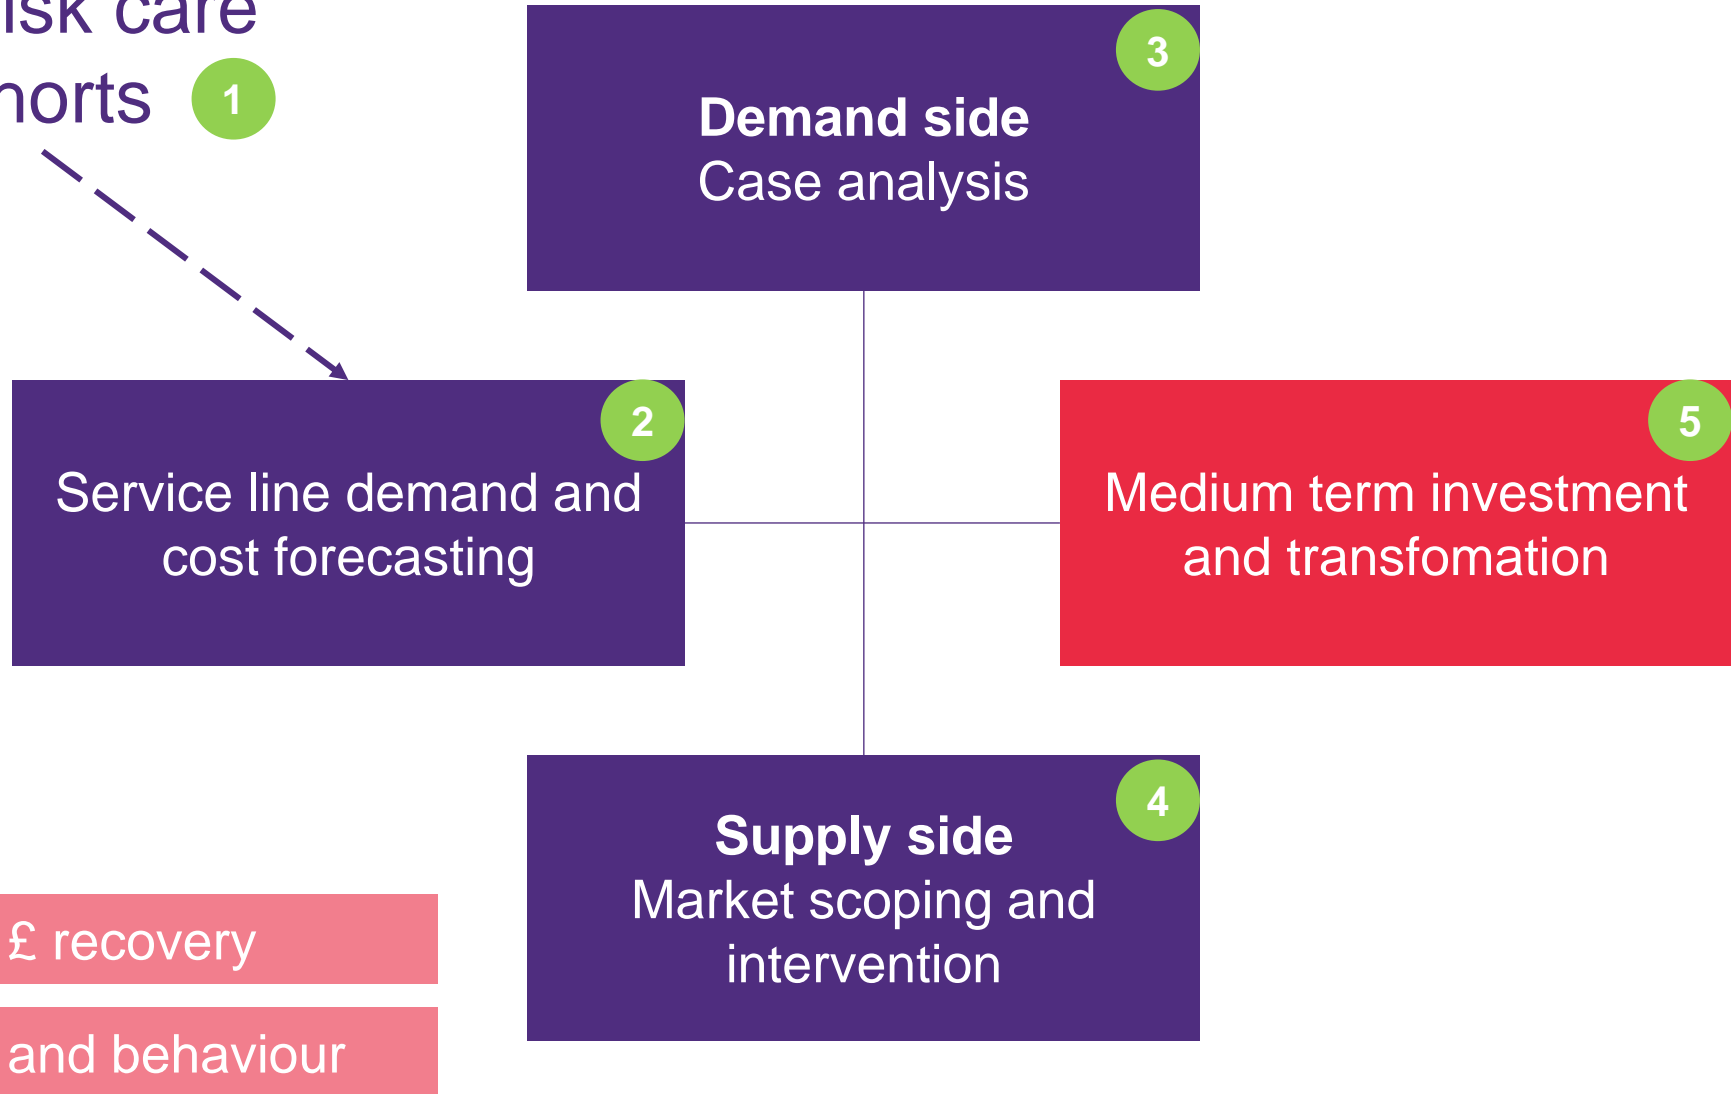 isk care
horts
1
3
Demand side
Case analysis
2
Service line demand and
cost forecasting
5
Medium term investment
and transfomation
4
Supply side
Market scoping and
intervention
£ recovery
and behaviour